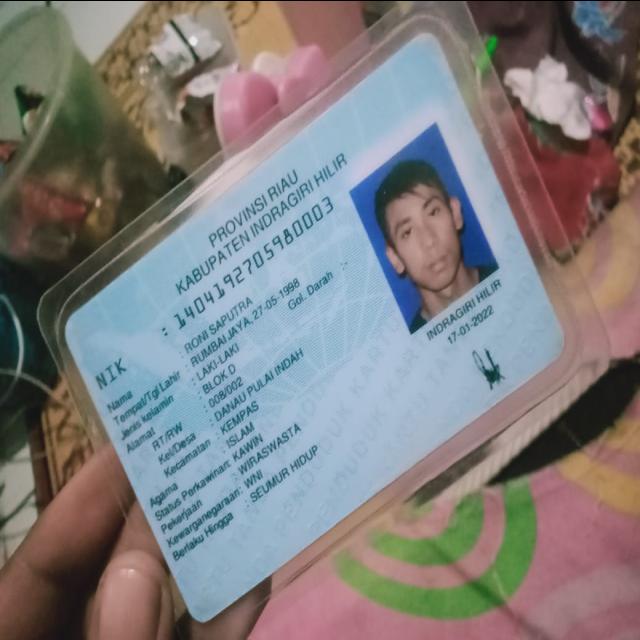 PROVINSI RIAU
KABUPATEN INDRAGIRI HILIR
NIK : 1404192705980003
Nama : RONI SAPUTRA
Tempat/Tgl Lahir : RUMBAI JAYA, 27-05-1998
Jenis kelamin : LAKI-LAKI Gol. Darah : -
Alamat : BLOK.D
RT/RW : 008/002
Kel/Desa : DANAU PULAI INDAH
Kecamatan : KEMPAS
Agama : ISLAM
Status Perkawinan: KAWIN
Pekerjaan : WIRASWASTA
Kewarganegaraan: WNI
Berlaku Hingga : SEUMUR HIDUP
INDRAGIRI HILIR
17-01-2022